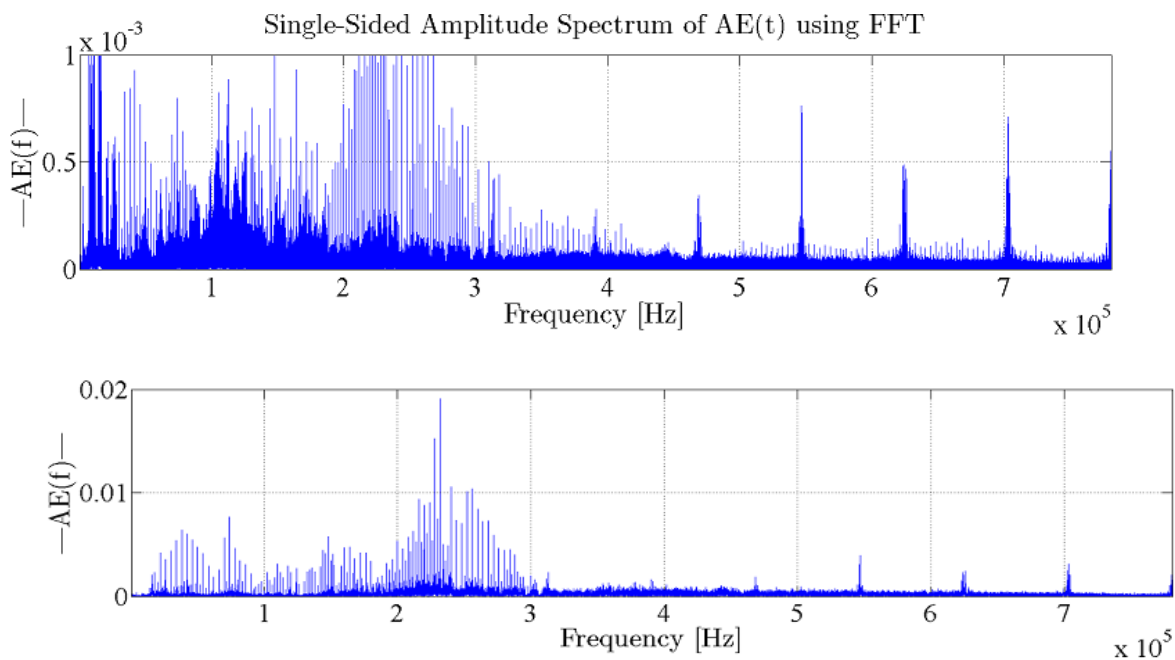 Single-Sided Amplitude Spectrum of AE(t) using FFT
x 10^-3
1
0.5
0
—AE(f)—
1 2 3 4 5 6 7
Frequency [Hz]
x 10^5
0.02
0.01
0
—AE(f)—
1 2 3 4 5 6 7
Frequency [Hz]
x 10^5